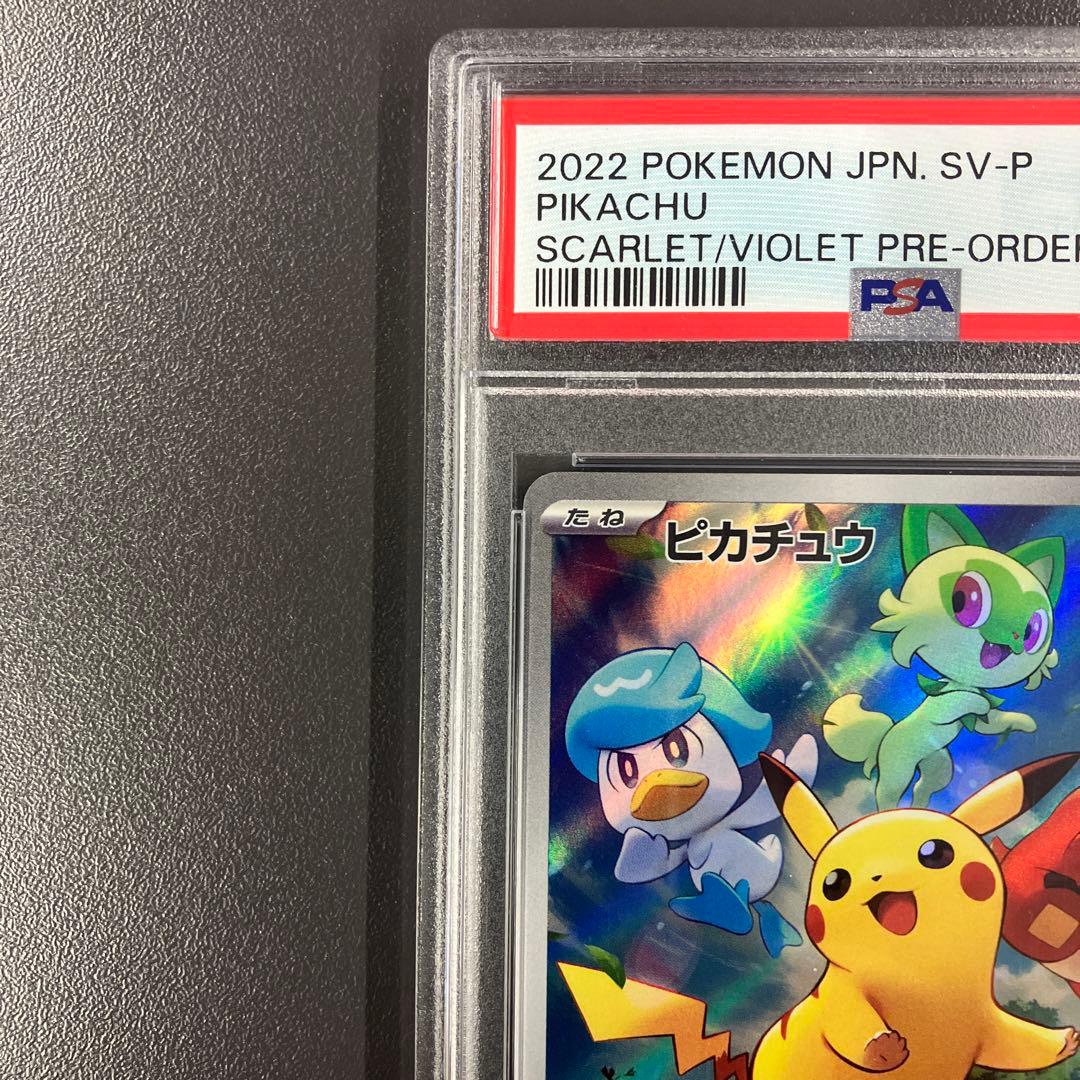 2022 POKEMON JPN. SV-P
PIKACHU
SCARLET/VIOLET PRE-ORDER
PSA
たね
ピカチュウ